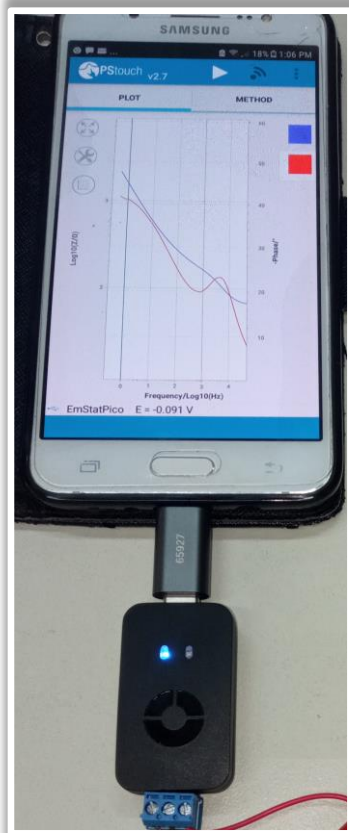 SAMSUNG
... 18% 1:06 PM
PStouch v2.7
PLOT METHOD
Log10(Z/Ω)
-Phase/°
60
50
40
30
20
10
3
2
0 1 2 3 4
Frequency/Log10(Hz)
EmStatPico E = -0.091 V
65927